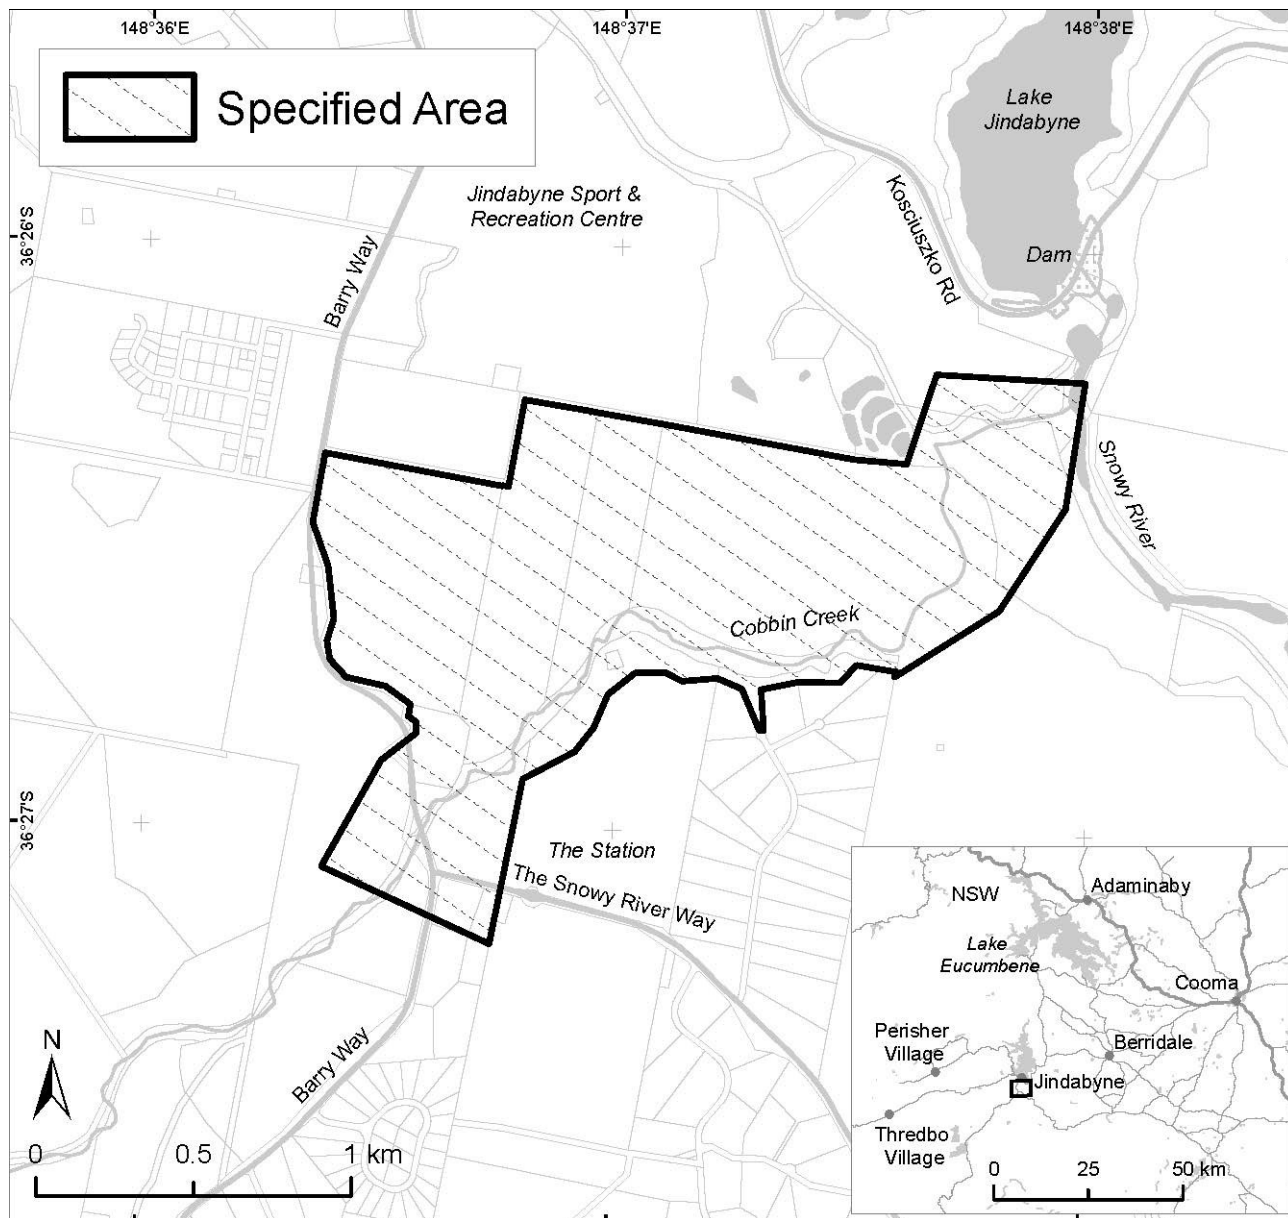 148°36'E
148°37'E
148°38'E
Specified Area
Lake
Jindabyne
Jindabyne Sport &
Recreation Centre
Kosciuszko Rd
36°26'S
Barry Way
Dam
Snowy River
Cobbin Creek
36°27'S
The Station
The Snowy River Way
NSW
Adaminaby
Lake
Eucumbene
Cooma
Perisher
Village
Berridale
Jindabyne
Thredbo
Village
0 25 50 km
Barry Way
N
0 0.5 1 km